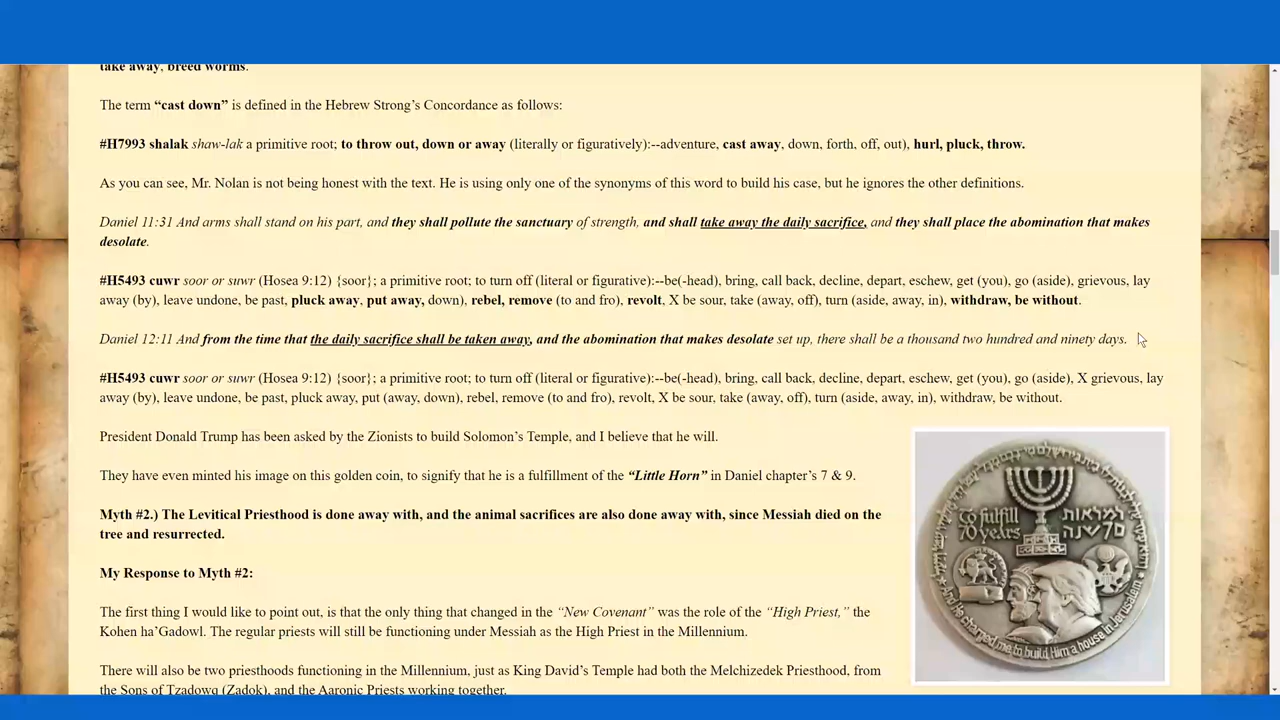 take away, breed worms.
The term “cast down” is defined in the Hebrew Strong’s Concordance as follows:
#H7993 shalak shaw-lak a primitive root; to throw out, down or away (literally or figuratively):--adventure, cast away, down, forth, off, out), hurl, pluck, throw.
As you can see, Mr. Nolan is not being honest with the text. He is using only one of the synonyms of this word to build his case, but he ignores the other definitions.
Daniel 11:31 And arms shall stand on his part, and they shall pollute the sanctuary of strength, and shall take away the daily sacrifice, and they shall place the abomination that makes
desolate.
#H5493 cuwr soor or suwr (Hosea 9:12) {soor}; a primitive root; to turn off (literal or figurative):--be(-head), bring, call back, decline, depart, eschew, get (you), go (aside), grievous, lay
away (by), leave undone, be past, pluck away, put away, down), rebel, remove (to and fro), revolt, X be sour, take (away, off), turn (aside, away, in), withdraw, be without.
Daniel 12:11 And from the time that the daily sacrifice shall be taken away, and the abomination that makes desolate set up, there shall be a thousand two hundred and ninety days.
#H5493 cuwr soor or suwr (Hosea 9:12) {soor}; a primitive root; to turn off (literal or figurative):--be(-head), bring, call back, decline, depart, eschew, get (you), go (aside), X grievous, lay
away (by), leave undone, be past, pluck away, put (away, down), rebel, remove (to and fro), revolt, X be sour, take (away, off), turn (aside, away, in), withdraw, be without.
President Donald Trump has been asked by the Zionists to build Solomon’s Temple, and I believe that he will.
They have even minted his image on this golden coin, to signify that he is a fulfillment of the “Little Horn” in Daniel chapter’s 7 & 9.
Myth #2.) The Levitical Priesthood is done away with, and the animal sacrifices are also done away with, since Messiah died on the
tree and resurrected.
My Response to Myth #2:
The first thing I would like to point out, is that the only thing that changed in the “New Covenant” was the role of the “High Priest,” the
Kohen ha’Gadowl. The regular priests will still be functioning under Messiah as the High Priest in the Millennium.
There will also be two priesthoods functioning in the Millennium, just as King David’s Temple had both the Melchizedek Priesthood, from
the Sons of Tzadowq (Zadok), and the Aaronic Priests working together.
To fulfill
70 years
למלאות
70 שנה
And He charged me to build Him a house in Jerusalem